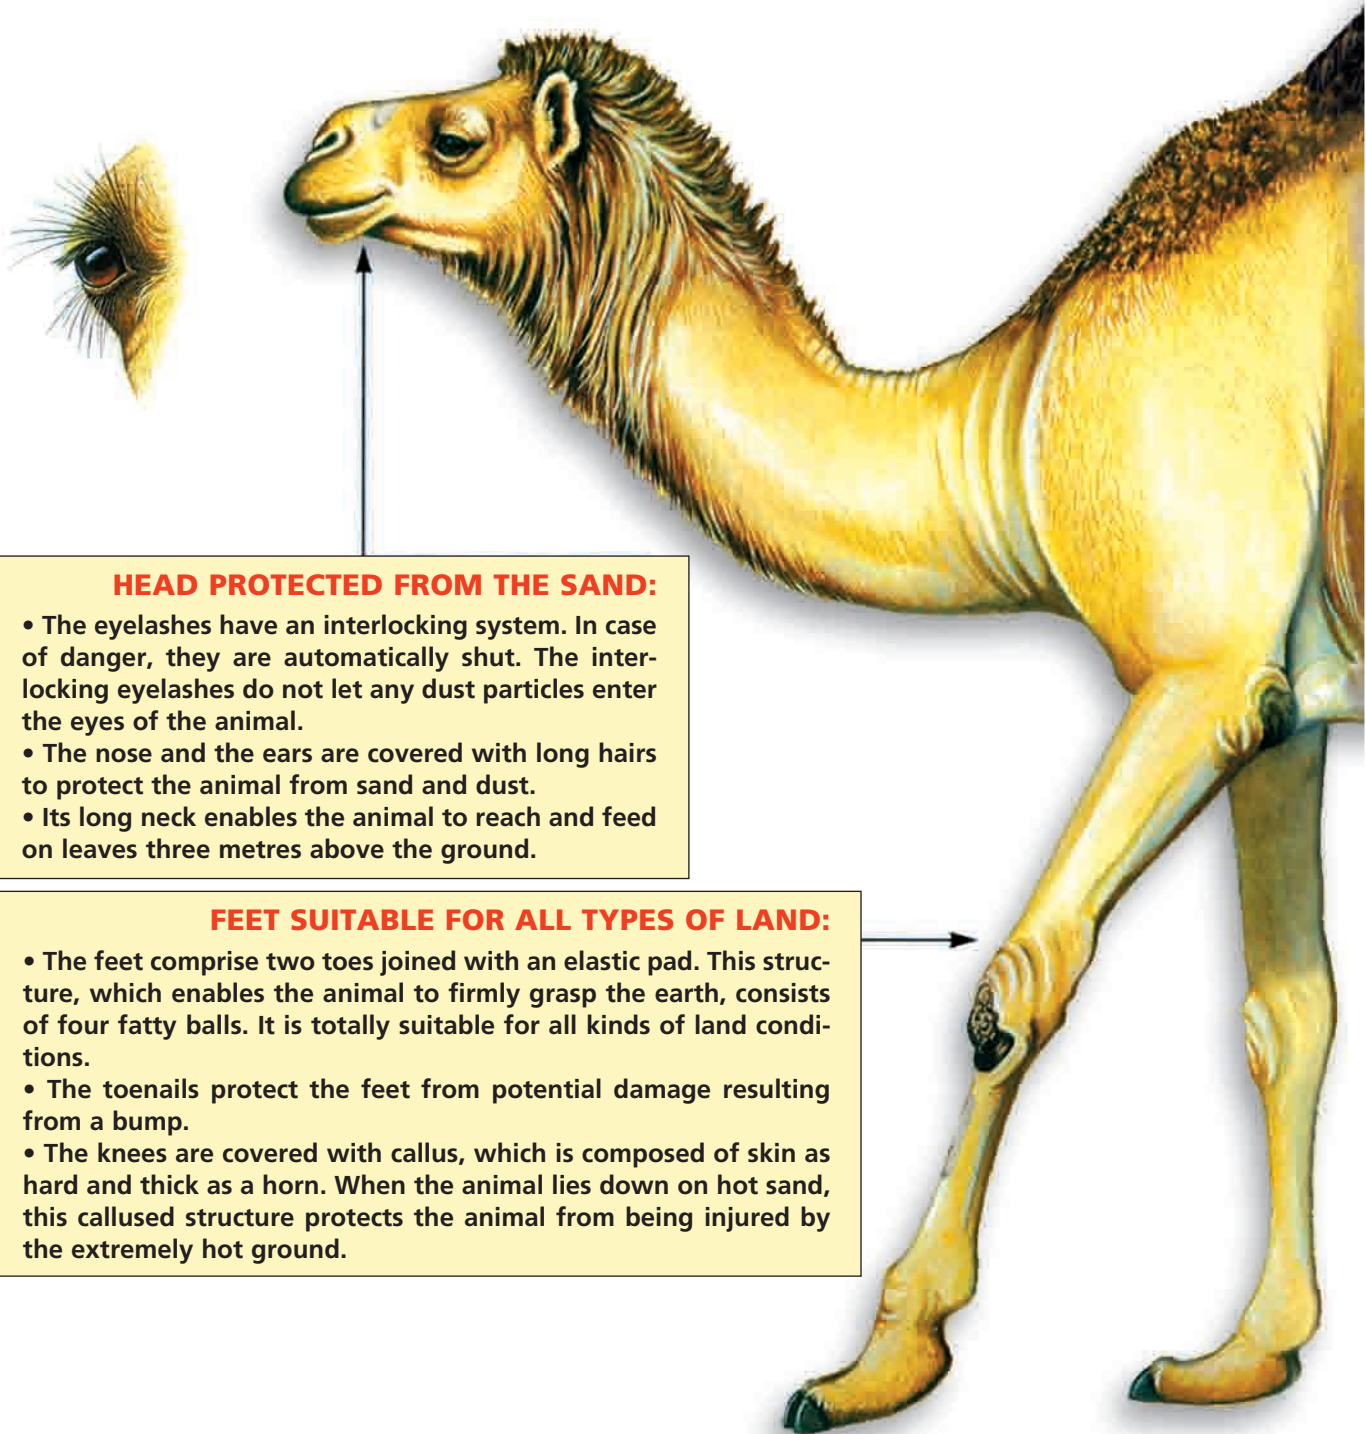 HEAD PROTECTED FROM THE SAND:
• The eyelashes have an interlocking system. In case
of danger, they are automatically shut. The inter-
locking eyelashes do not let any dust particles enter
the eyes of the animal.
• The nose and the ears are covered with long hairs
to protect the animal from sand and dust.
• Its long neck enables the animal to reach and feed
on leaves three metres above the ground.
FEET SUITABLE FOR ALL TYPES OF LAND:
• The feet comprise two toes joined with an elastic pad. This struc-
ture, which enables the animal to firmly grasp the earth, consists
of four fatty balls. It is totally suitable for all kinds of land condi-
tions.
• The toenails protect the feet from potential damage resulting
from a bump.
• The knees are covered with callus, which is composed of skin as
hard and thick as a horn. When the animal lies down on hot sand,
this callused structure protects the animal from being injured by
the extremely hot ground.